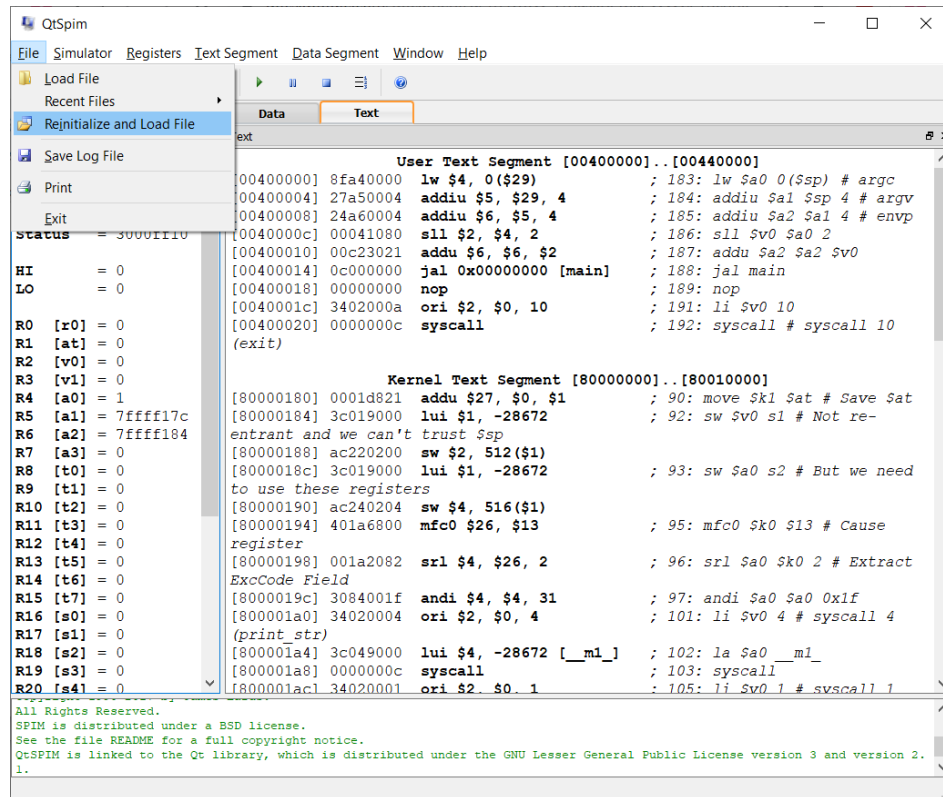 QtSpim
File Simulator Registers Text Segment Data Segment Window Help
Load File
Recent Files
Reinitialize and Load File
Save Log File
Print
Exit
Data Text
ext
Status = 3000ff10
HI = 0
LO = 0
R0 [r0] = 0
R1 [at] = 0
R2 [v0] = 0
R3 [v1] = 0
R4 [a0] = 1
R5 [a1] = 7ffff17c
R6 [a2] = 7ffff184
R7 [a3] = 0
R8 [t0] = 0
R9 [t1] = 0
R10 [t2] = 0
R11 [t3] = 0
R12 [t4] = 0
R13 [t5] = 0
R14 [t6] = 0
R15 [t7] = 0
R16 [s0] = 0
R17 [s1] = 0
R18 [s2] = 0
R19 [s3] = 0
R20 [s4] = 0
User Text Segment [00400000]..[00440000]
[00400000] 8fa40000 lw $4, 0($29) ; 183: lw $a0 0($sp) # argc
[00400004] 27a50004 addiu $5, $29, 4 ; 184: addiu $a1 $sp 4 # argv
[00400008] 24a60004 addiu $6, $5, 4 ; 185: addiu $a2 $a1 4 # envp
[0040000c] 00041080 sll $2, $4, 2 ; 186: sll $v0 $a0 2
[00400010] 00c23021 addu $6, $6, $2 ; 187: addu $a2 $a2 $v0
[00400014] 0c000000 jal 0x00000000 [main] ; 188: jal main
[00400018] 00000000 nop ; 189: nop
[0040001c] 3402000a ori $2, $0, 10 ; 191: li $v0 10
[00400020] 0000000c syscall ; 192: syscall # syscall 10
(exit)
Kernel Text Segment [80000000]..[80010000]
[80000180] 0001d821 addu $27, $0, $1 ; 90: move $k1 $at # Save $at
[80000184] 3c019000 lui $1, -28672 ; 92: sw $v0 s1 # Not re-
entrant and we can't trust $sp
[80000188] ac220200 sw $2, 512($1)
[8000018c] 3c019000 lui $1, -28672 ; 93: sw $a0 s2 # But we need
to use these registers
[80000190] ac240204 sw $4, 516($1)
[80000194] 401a6800 mfc0 $26, $13 ; 95: mfc0 $k0 $13 # Cause
register
[80000198] 001a2082 srl $4, $26, 2 ; 96: srl $a0 $k0 2 # Extract
ExcCode Field
[8000019c] 3084001f andi $4, $4, 31 ; 97: andi $a0 $a0 0x1f
[800001a0] 34020004 ori $2, $0, 4 ; 101: li $v0 4 # syscall 4
(print_str)
[800001a4] 3c049000 lui $4, -28672 [__m1_] ; 102: la $a0 __m1_
[800001a8] 0000000c syscall ; 103: syscall
[800001ac] 34020001 ori $2, $0, 1 ; 105: li $v0 1 # syscall 1
All Rights Reserved.
SPIM is distributed under a BSD license.
See the file README for a full copyright notice.
QtSPIM is linked to the Qt library, which is distributed under the GNU Lesser General Public License version 3 and version 2.
1.